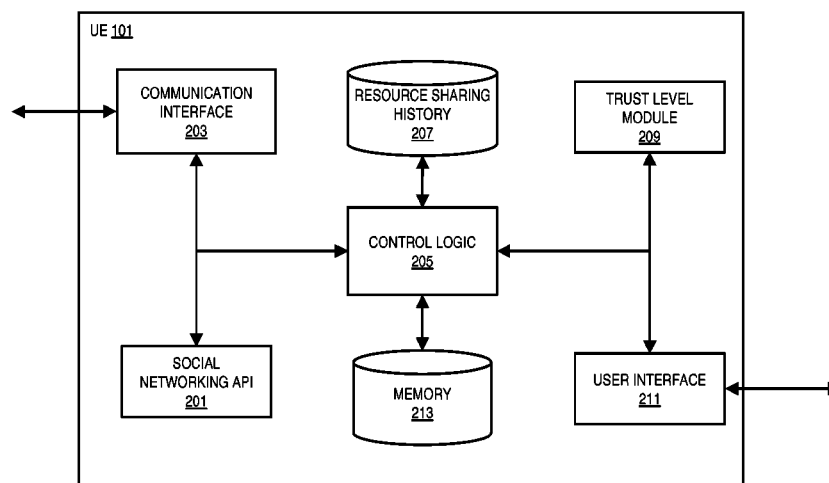 UE 101
COMMUNICATION
INTERFACE
203
RESOURCE SHARING
HISTORY
207
TRUST LEVEL
MODULE
209
CONTROL LOGIC
205
SOCIAL
NETWORKING API
201
MEMORY
213
USER INTERFACE
211